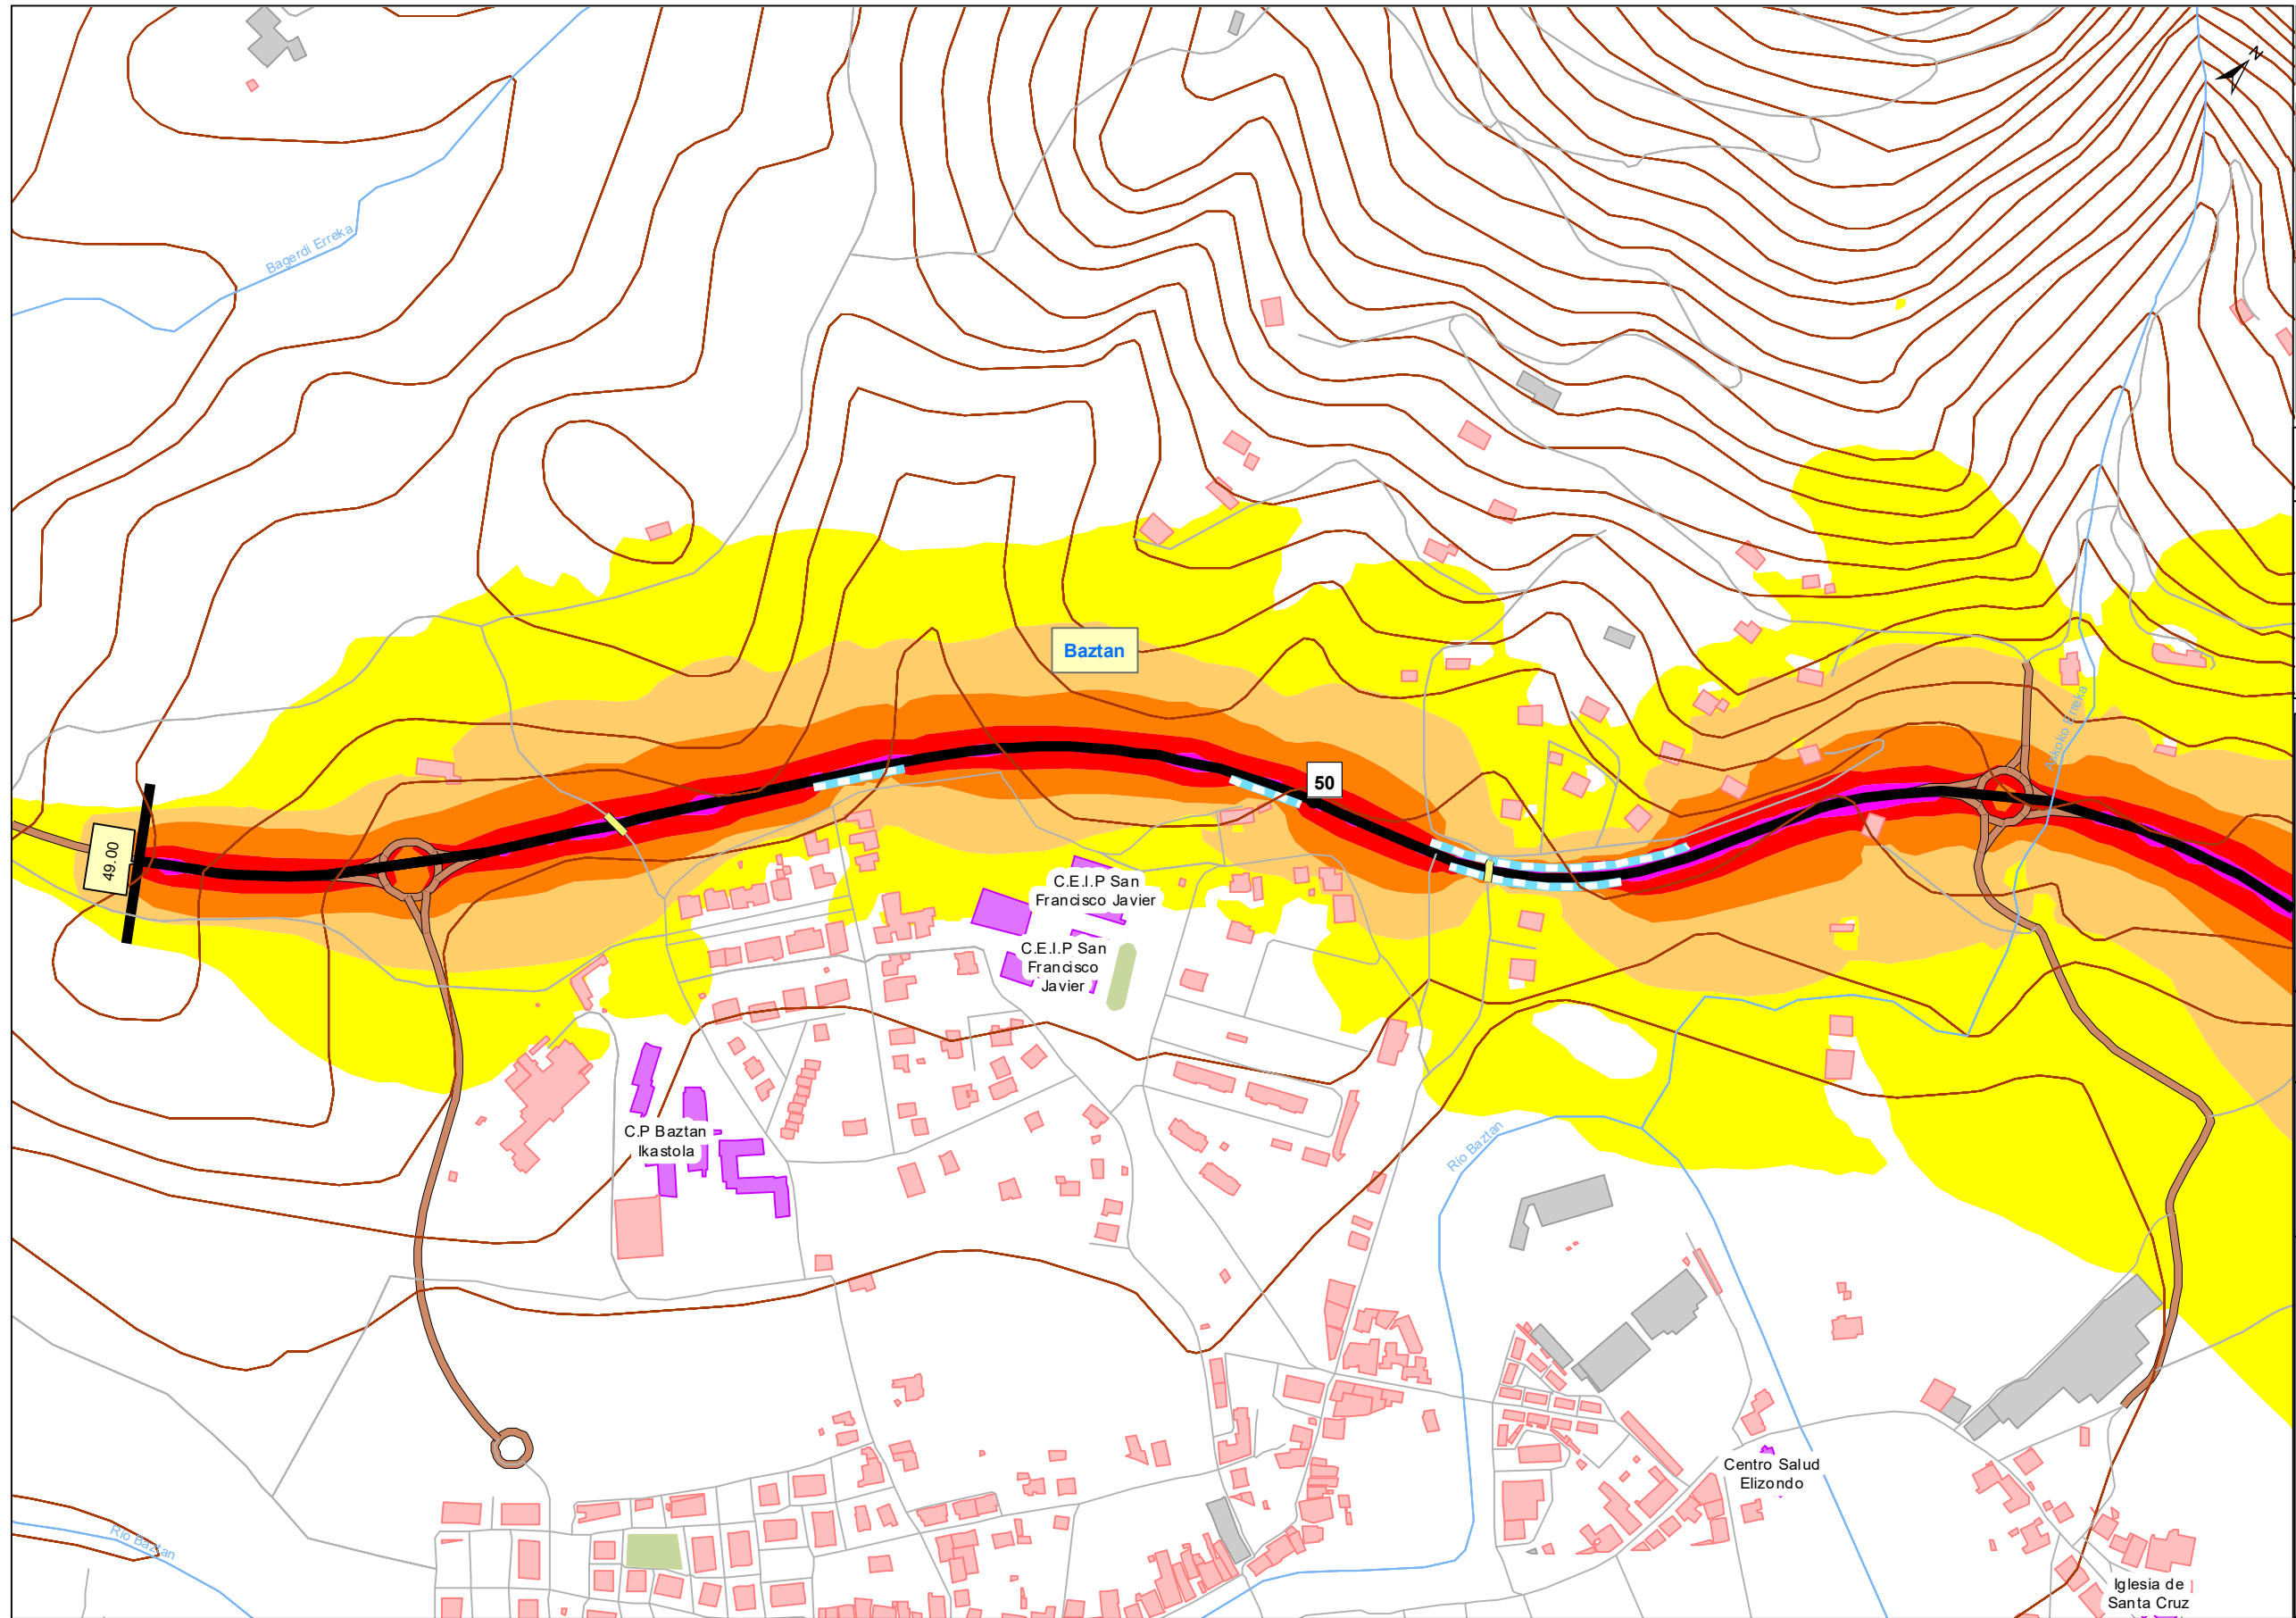 N
Bagerdi Erreka
Baztan
50
49.00
C.E.I.P San
Francisco Javier
C.E.I.P San
Francisco
Javier
C.P Baztan
Ikastola
Río Baztan
Centro Salud
Elizondo
Río Baztan
Iglesia de
Santa Cruz